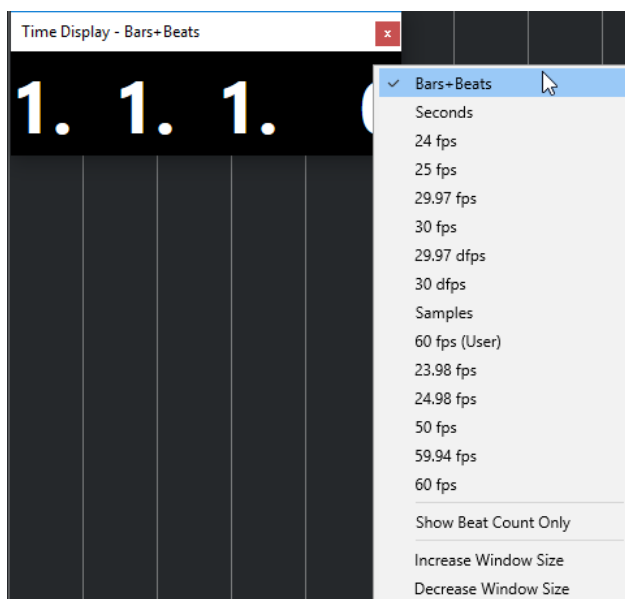 Time Display - Bars+Beats
x
1. 1. 1.
Bars+Beats
Seconds
24 fps
25 fps
29.97 fps
30 fps
29.97 dfps
30 dfps
Samples
60 fps (User)
23.98 fps
24.98 fps
50 fps
59.94 fps
60 fps
Show Beat Count Only
Increase Window Size
Decrease Window Size